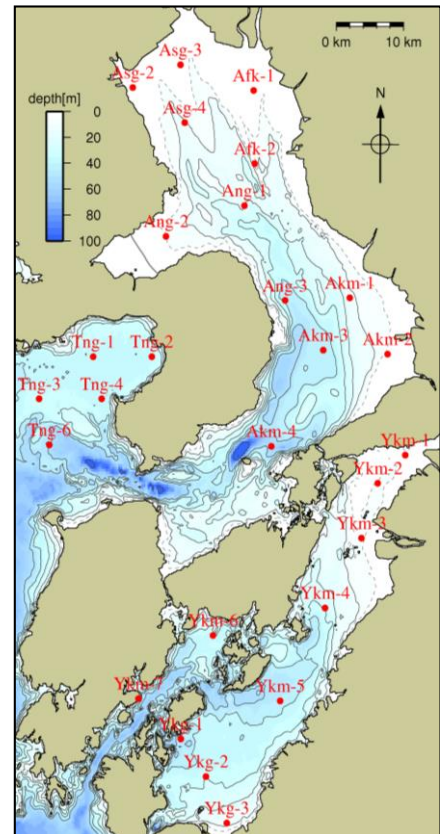 Asg-3
0 km 10 km
Asg-2
Afk-1
depth[m]
0
20
40
60
80
100
Asg-4
N
Afk-2
Ang-1
Ang-2
Ang-3
Akm-1
Tng-1
Tng-2
Akm-3
Akm-2
Tng-3
Tng-4
Tng-6
Akm-4
Ykm-1
Ykm-2
Ykm-3
Ykm-4
Ykm-6
Ykm-7
Ykm-5
Ykg-1
Ykg-2
Ykg-3